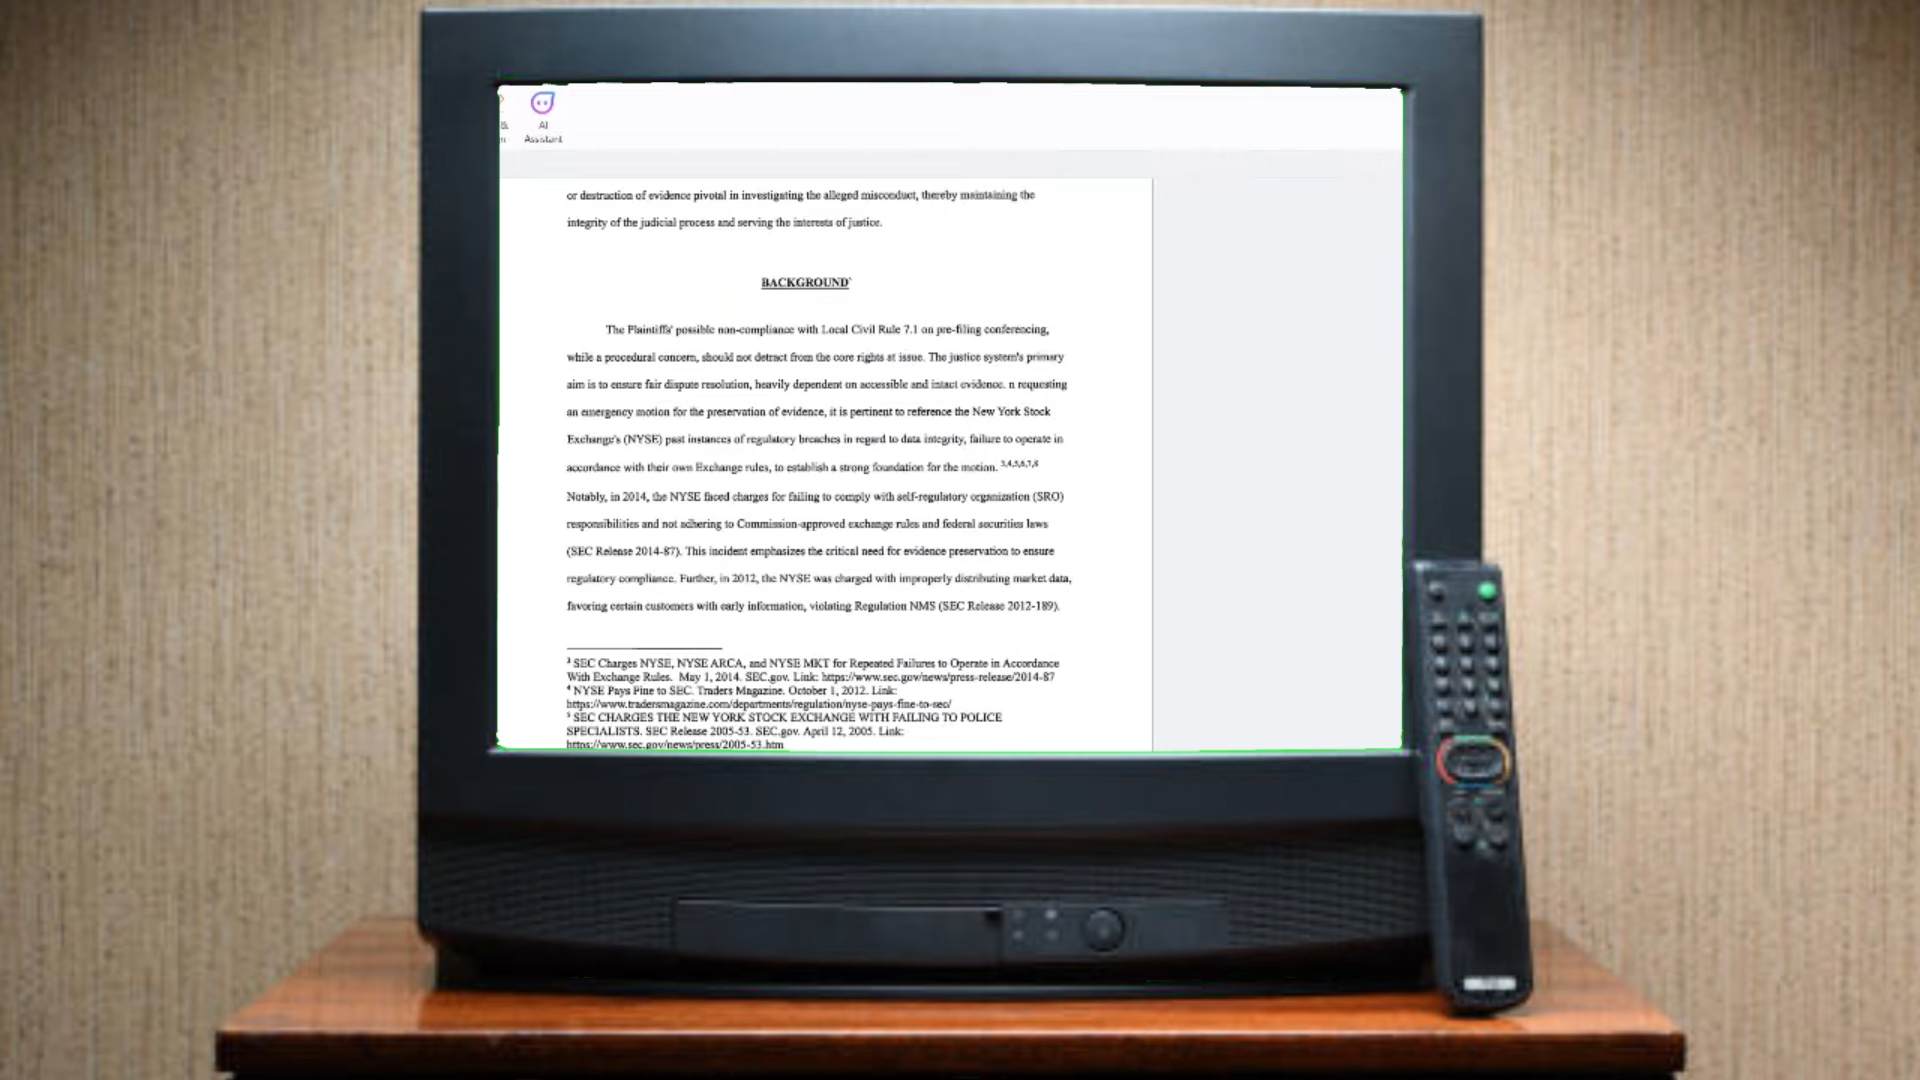 &
n
AI
Assistant
or destruction of evidence pivotal in investigating the alleged misconduct, thereby maintaining the
integrity of the judicial process and serving the interests of justice.
BACKGROUND`
The Plaintiffs' possible non-compliance with Local Civil Rule 7.1 on pre-filing conferencing,
while a procedural concern, should not detract from the core rights at issue. The justice system's primary
aim is to ensure fair dispute resolution, heavily dependent on accessible and intact evidence. n requesting
an emergency motion for the preservation of evidence, it is pertinent to reference the New York Stock
Exchange's (NYSE) past instances of regulatory breaches in regard to data integrity, failure to operate in
accordance with their own Exchange rules, to establish a strong foundation for the motion. 3,4,5,6,7,8
Notably, in 2014, the NYSE faced charges for failing to comply with self-regulatory organization (SRO)
responsibilities and not adhering to Commission-approved exchange rules and federal securities laws
(SEC Release 2014-87). This incident emphasizes the critical need for evidence preservation to ensure
regulatory compliance. Further, in 2012, the NYSE was charged with improperly distributing market data,
favoring certain customers with early information, violating Regulation NMS (SEC Release 2012-189).
3 SEC Charges NYSE, NYSE ARCA, and NYSE MKT for Repeated Failures to Operate in Accordance
With Exchange Rules. May 1, 2014. SEC.gov. Link: https://www.sec.gov/news/press-release/2014-87
4 NYSE Pays Fine to SEC. Traders Magazine. October 1, 2012. Link:
https://www.tradersmagazine.com/departments/regulation/nyse-pays-fine-to-sec/
5 SEC CHARGES THE NEW YORK STOCK EXCHANGE WITH FAILING TO POLICE
SPECIALISTS. SEC Release 2005-53. SEC.gov. April 12, 2005. Link:
https://www.sec.gov/news/press/2005-53.htm